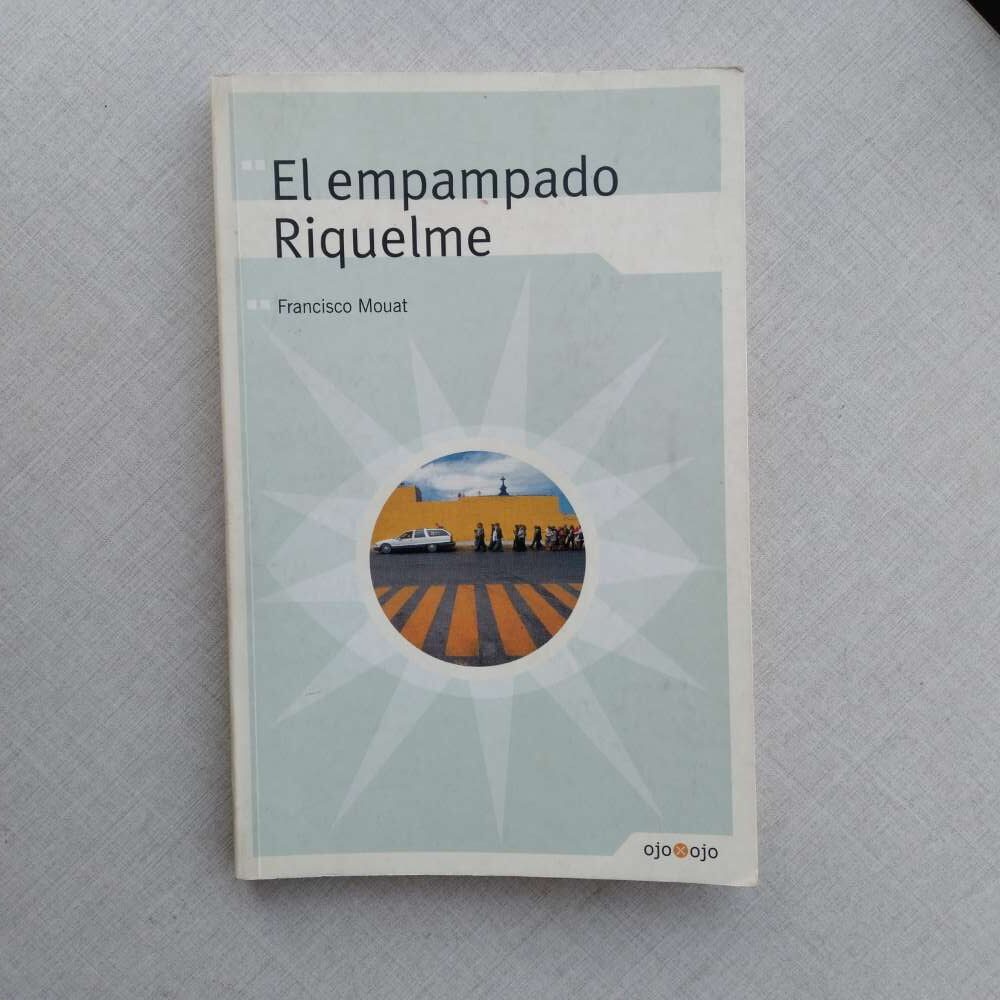 El empampado
Riquelme
Francisco Mouat
ojo x ojo